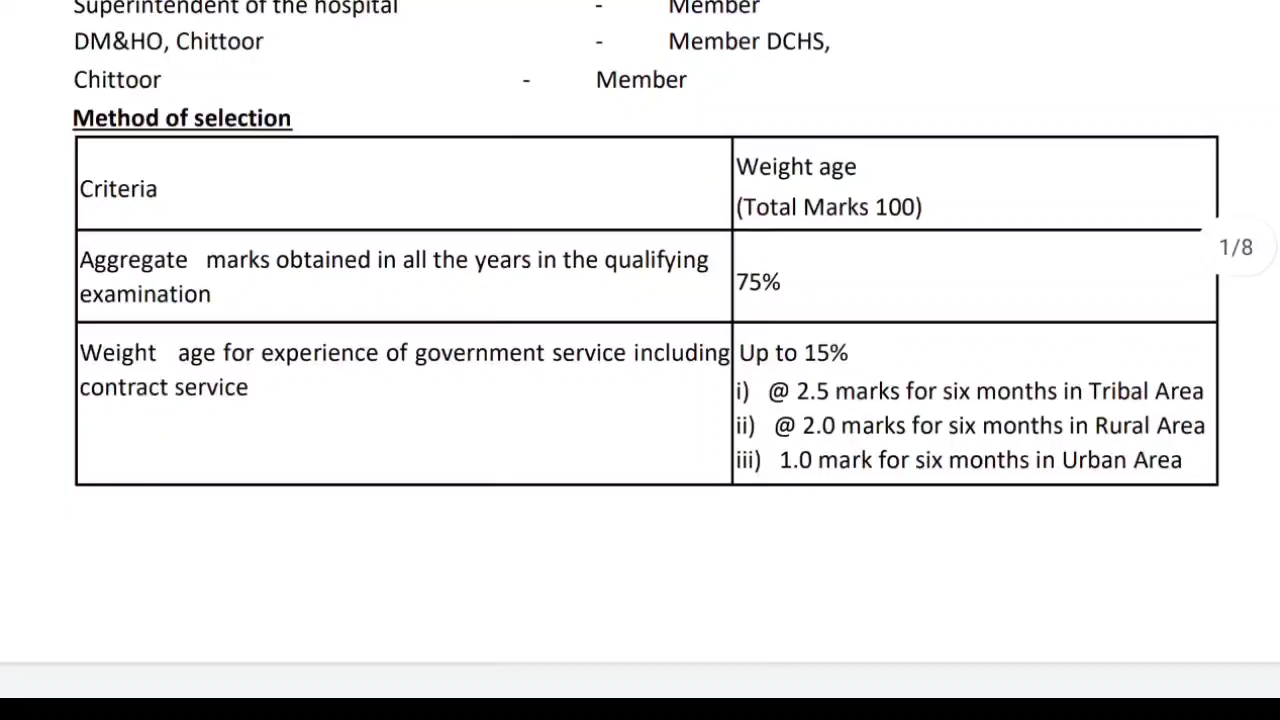 Superintendent of the hospital - Member
DM&HO, Chittoor - Member DCHS,
Chittoor - Member
Method of selection
Criteria
Weight age
(Total Marks 100)
Aggregate marks obtained in all the years in the qualifying
examination
75%
Weight age for experience of government service including
contract service
Up to 15%
i) @ 2.5 marks for six months in Tribal Area
ii) @ 2.0 marks for six months in Rural Area
iii) 1.0 mark for six months in Urban Area
1/8